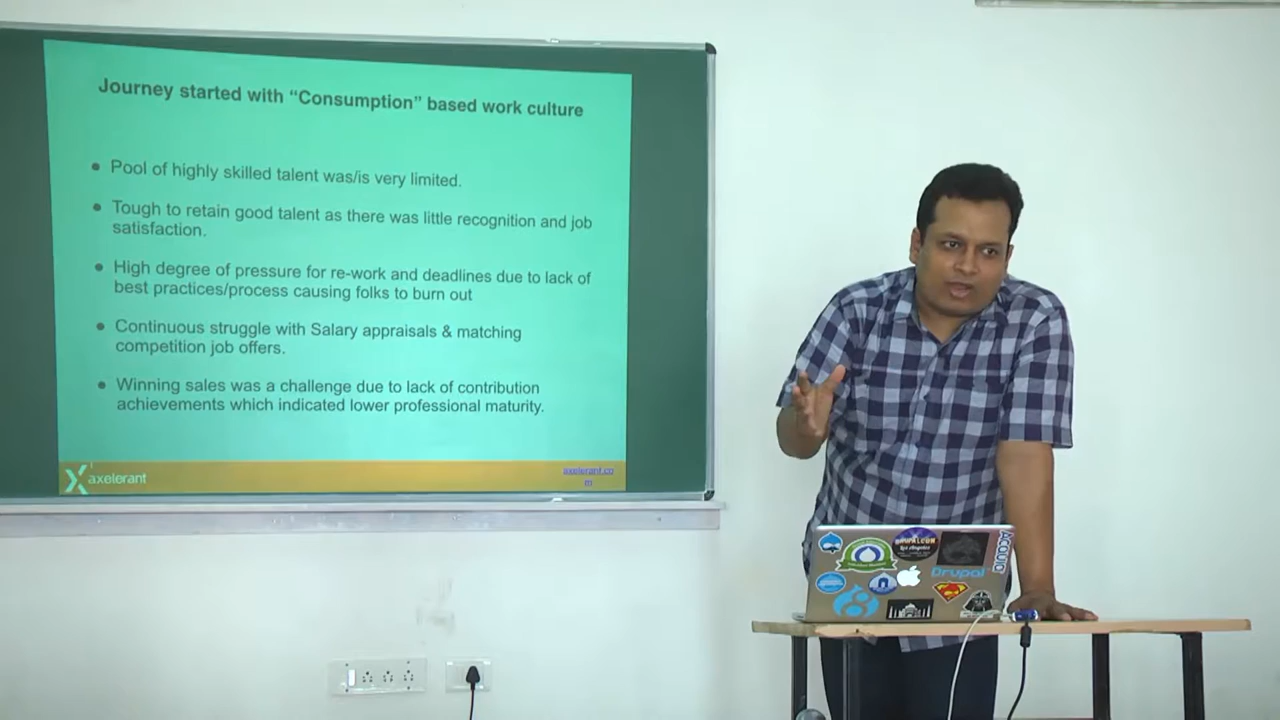 Journey started with “Consumption” based work culture
• Pool of highly skilled talent was/is very limited.
• Tough to retain good talent as there was little recognition and job
satisfaction.
• High degree of pressure for re-work and deadlines due to lack of
best practices/process causing folks to burn out
• Continuous struggle with Salary appraisals & matching
competition job offers.
• Winning sales was a challenge due to lack of contribution
achievements which indicated lower professional maturity.
axelerant
axelerant.co
m
DRUPALCON
Los Angeles
ACQUIA
Drupal